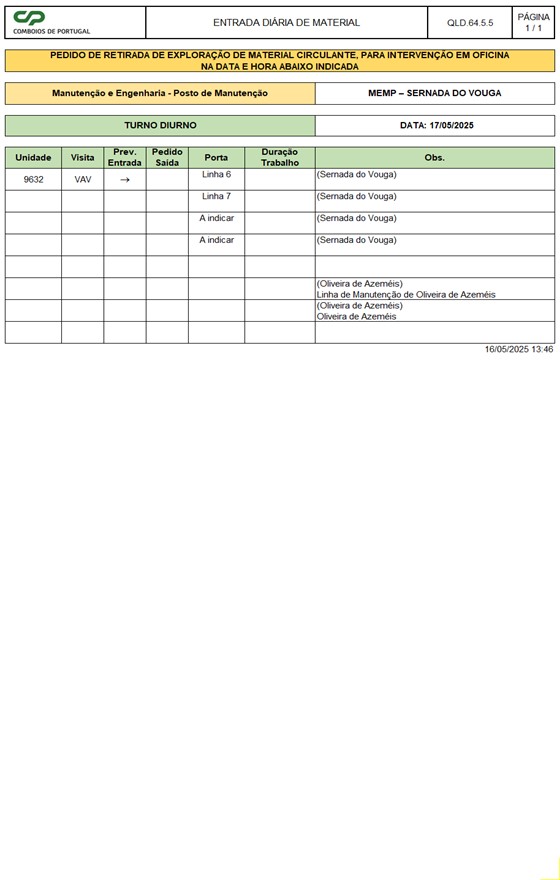 CP
COMBOIOS DE PORTUGAL
ENTRADA DIÁRIA DE MATERIAL
QLD.64.5.5
PÁGINA
1 / 1
PEDIDO DE RETIRADA DE EXPLORAÇÃO DE MATERIAL CIRCULANTE, PARA INTERVENÇÃO EM OFICINA
NA DATA E HORA ABAIXO INDICADA
Manutenção e Engenharia - Posto de Manutenção
MEMP – SERNADA DO VOUGA
TURNO DIURNO
DATA: 17/05/2025
Unidade Visita Prev. Entrada Pedido Saída Porta Duração Trabalho Obs.
9632 VAV → Linha 6 (Sernada do Vouga)
Linha 7 (Sernada do Vouga)
A indicar (Sernada do Vouga)
A indicar (Sernada do Vouga)
(Oliveira de Azeméis)
Linha de Manutenção de Oliveira de Azeméis
(Oliveira de Azeméis)
Oliveira de Azeméis
16/05/2025 13:46